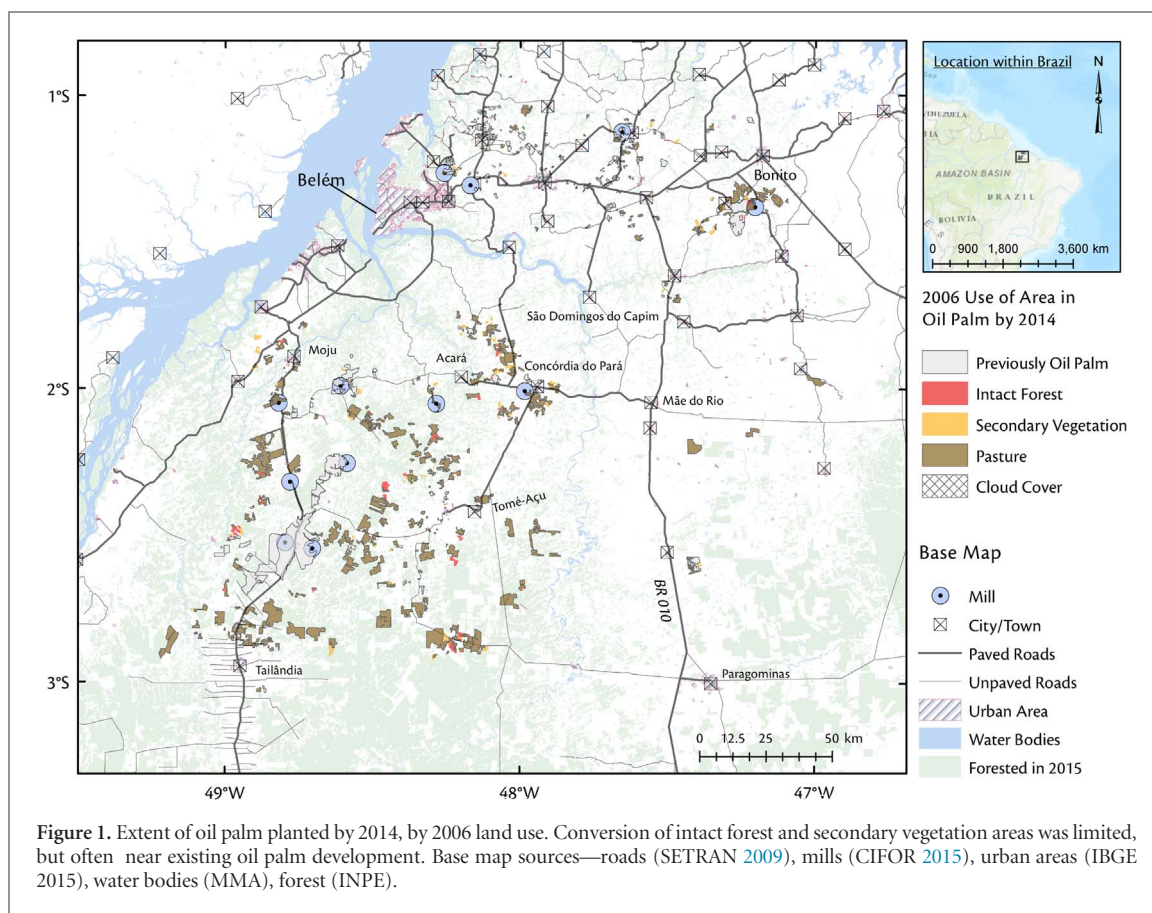 1°S
2°S
3°S
49°W
48°W
47°W
Belém
Bonito
São Domingos do Capim
Moju
Acará
Concórdia do Pará
Mãe do Rio
Tomé-Açu
BR 010
Tailândia
Paragominas
0 12.5 25 50 km
Location within Brazil
N
VENEZUELA
AMAZON BASIN
BRAZIL
BOLIVIA
0 900 1,800 3,600 km
2006 Use of Area in
Oil Palm by 2014
Previously Oil Palm
Intact Forest
Secondary Vegetation
Pasture
Cloud Cover
Base Map
Mill
City/Town
Paved Roads
Unpaved Roads
Urban Area
Water Bodies
Forested in 2015
Figure 1. Extent of oil palm planted by 2014, by 2006 land use. Conversion of intact forest and secondary vegetation areas was limited,
but often near existing oil palm development. Base map sources—roads (SETRAN 2009), mills (CIFOR 2015), urban areas (IBGE
2015), water bodies (MMA), forest (INPE).